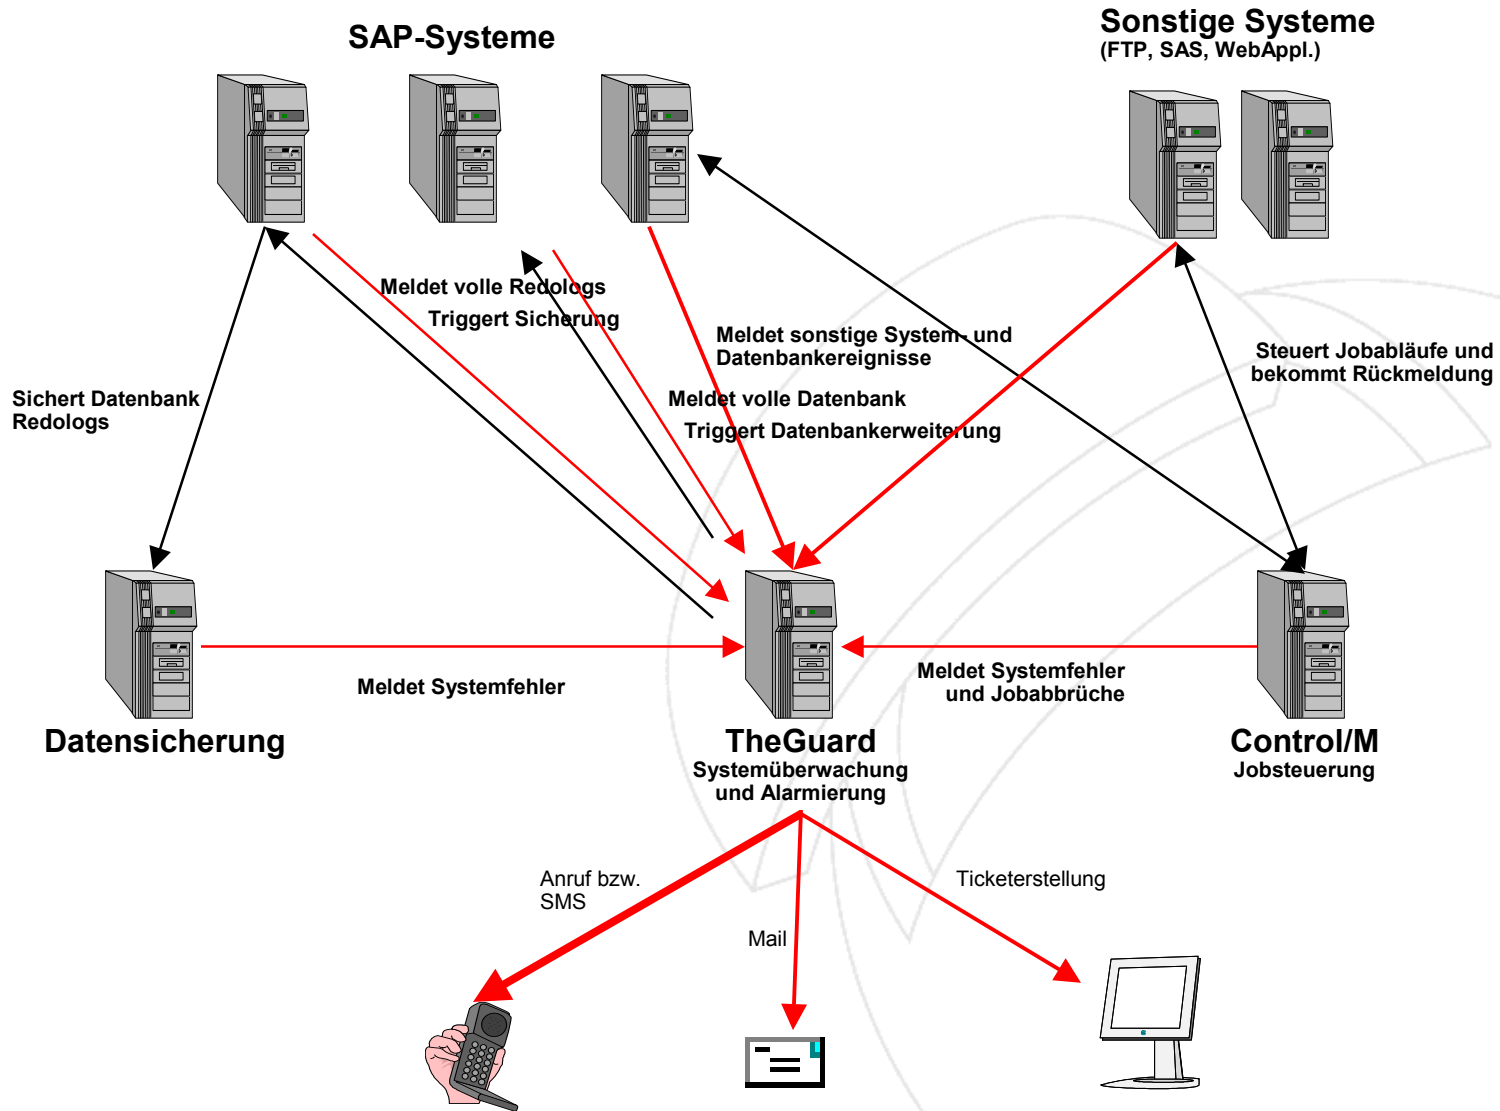 SAP-Systeme
Sonstige Systeme
(FTP, SAS, WebAppl.)
Meldet volle Redologs
Triggert Sicherung
Meldet sonstige System- und
Datenbankereignisse
Steuert Jobabläufe und
bekommt Rückmeldung
Sichert Datenbank
Redologs
Meldet volle Datenbank
Triggert Datenbankerweiterung
Meldet Systemfehler
Meldet Systemfehler
und Jobabbrüche
Datensicherung
TheGuard
Systemüberwachung
und Alarmierung
Control/M
Jobsteuerung
Anruf bzw.
SMS
Mail
Ticketerstellung